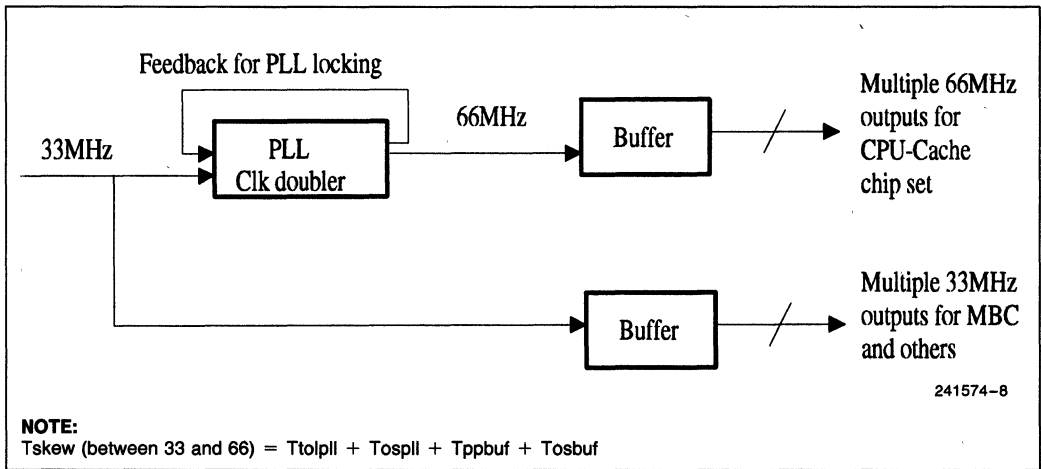 Feedback for PLL locking
33MHz
PLL
Clk doubler
66MHz
Buffer
Multiple 66MHz
outputs for
CPU-Cache
chip set
Buffer
Multiple 33MHz
outputs for MBC
and others
241574-8
NOTE:
Tskew (between 33 and 66) = Ttolpll + Tospll + Tppbuf + Tosbuf